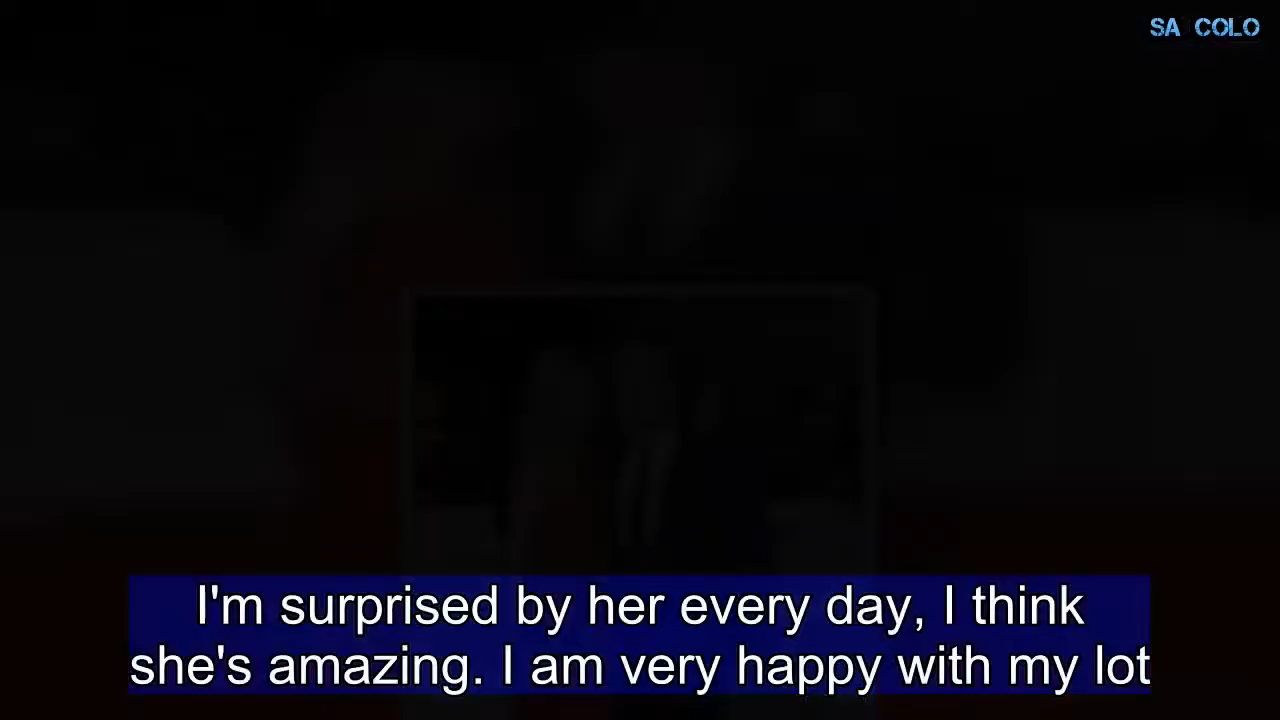 SA COLO
I'm surprised by her every day, I think
she's amazing. I am very happy with my lot